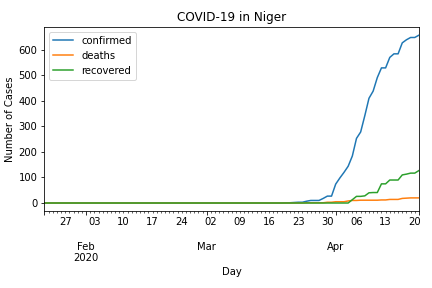 COVID-19 in Niger
confirmed
deaths
recovered
Number of Cases
600
500
400
300
200
100
0
27 03 10 17 24 02 09 16 23 30 06 13 20
Feb Mar Apr
2020
Day